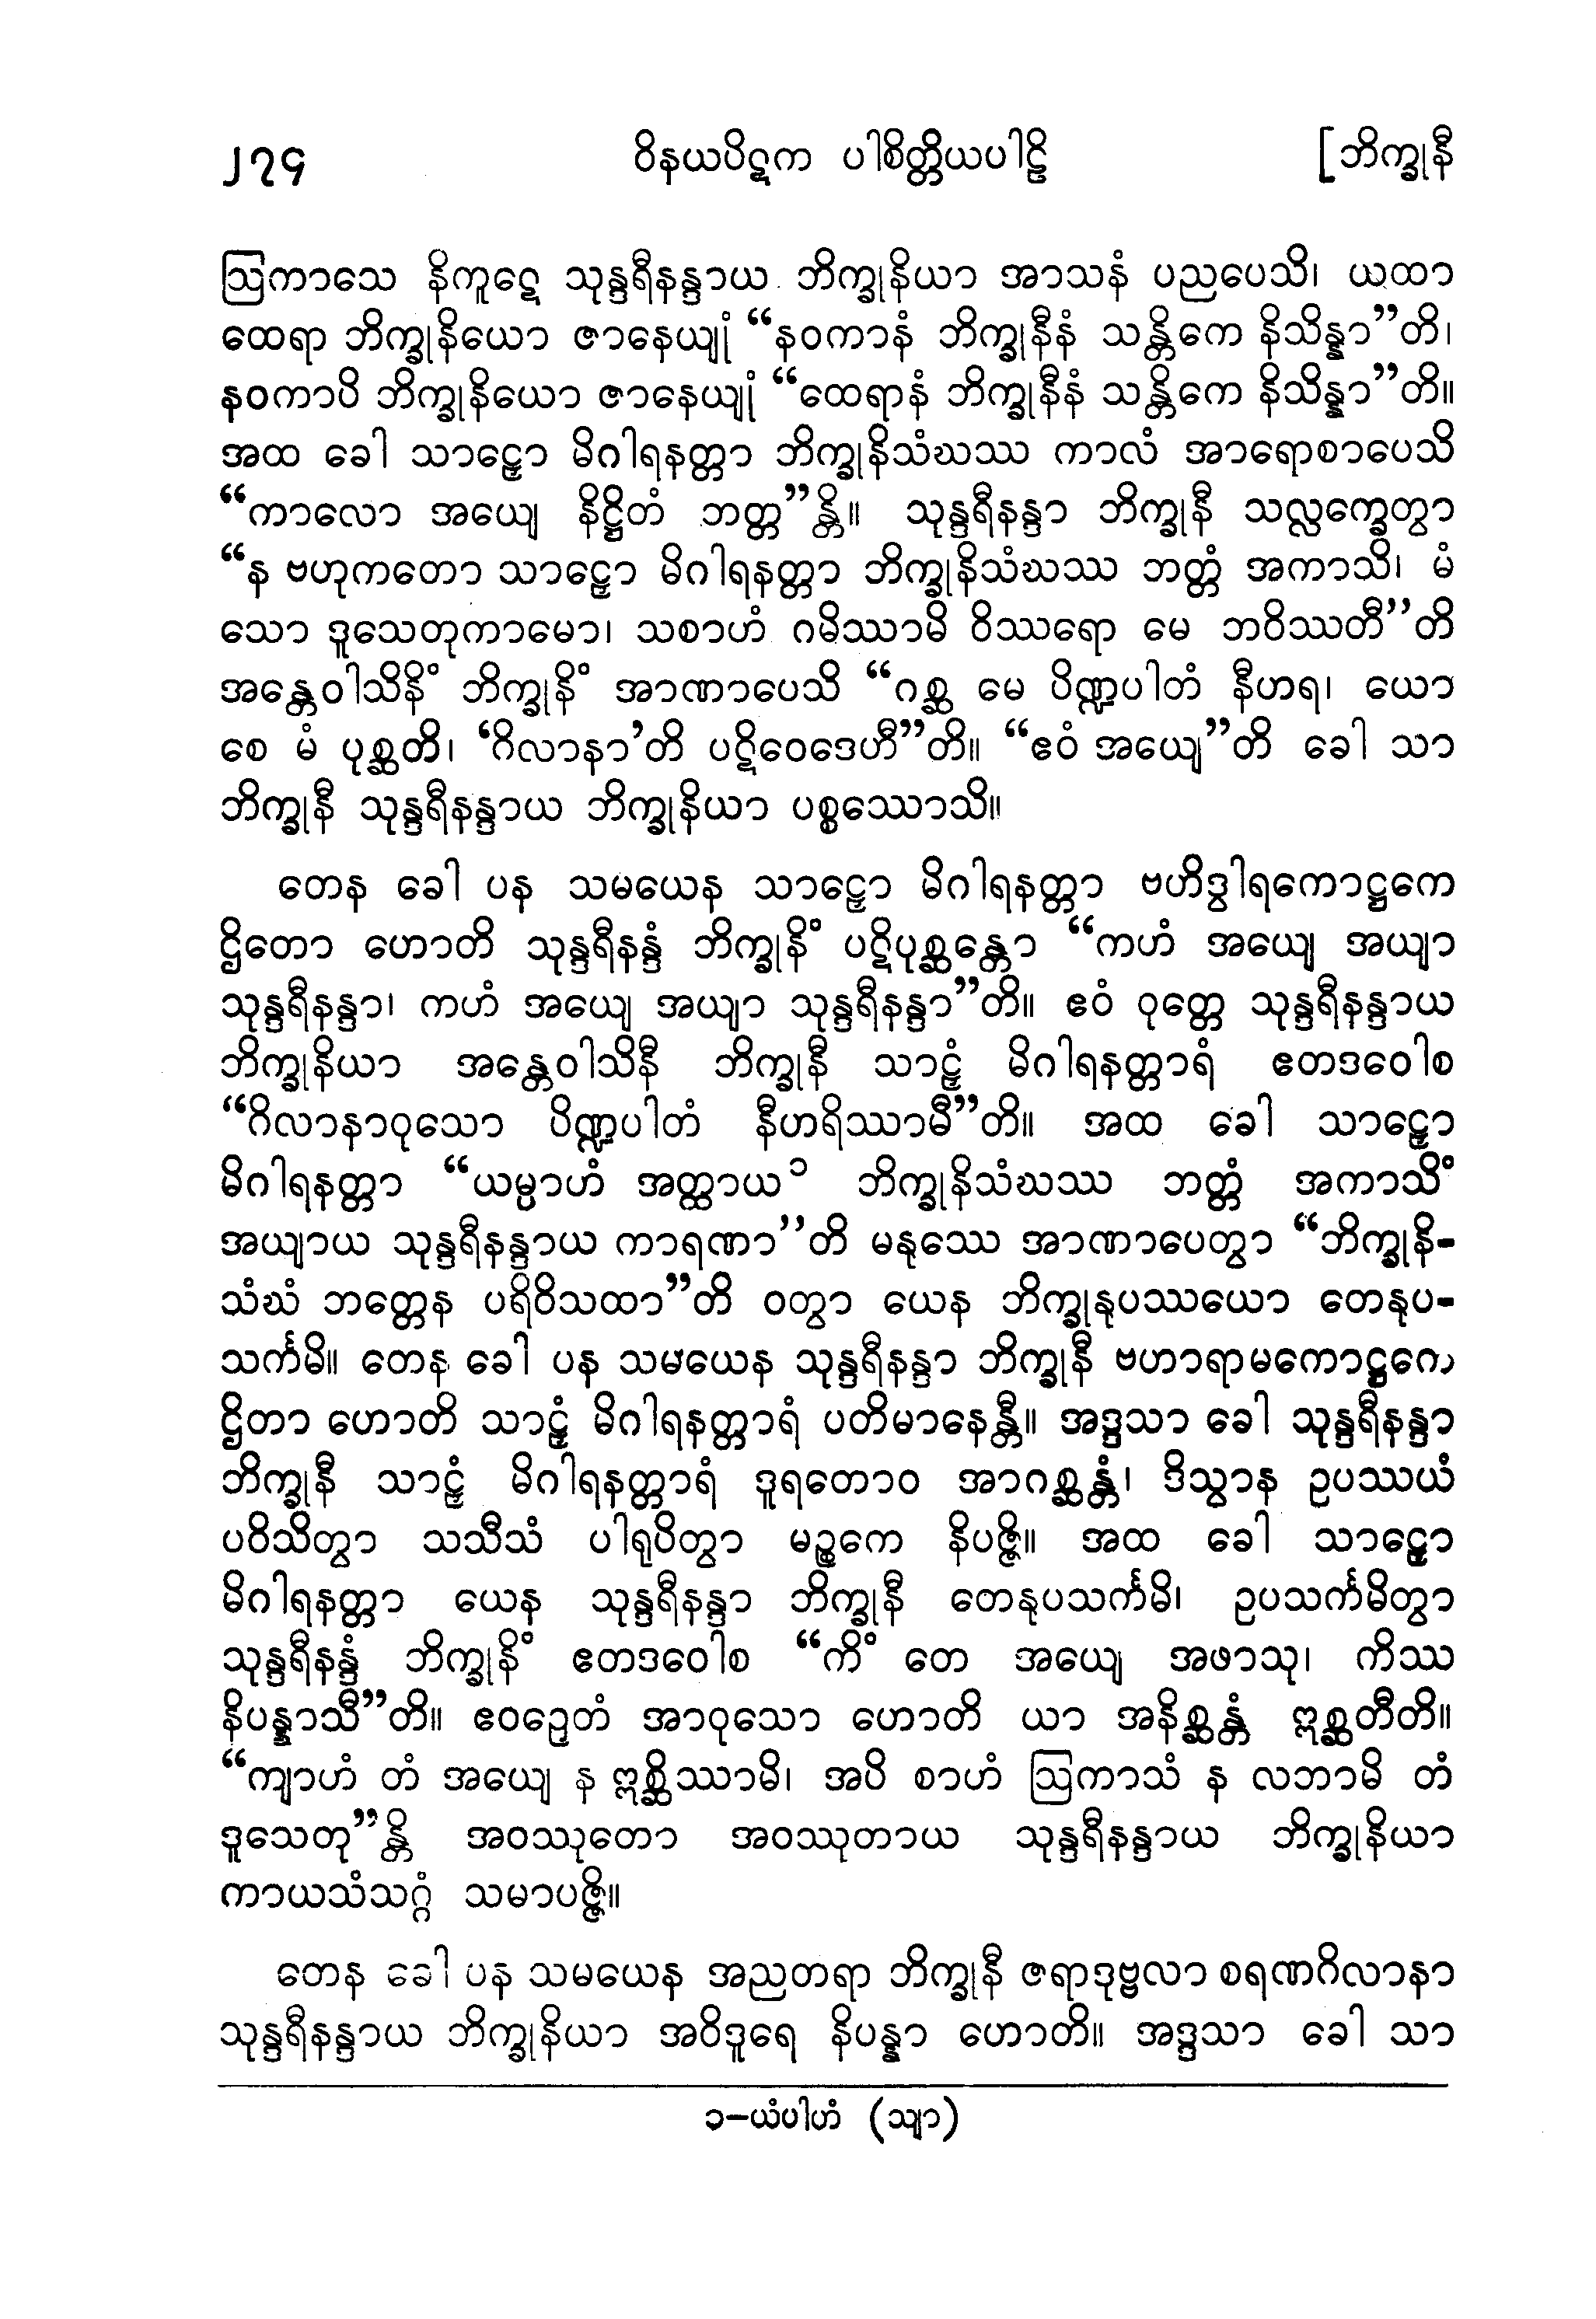 ၂၇၄ ဝိနယပိဋက ပါစိတ္တိယပါဠိ [ဘိက္ခုနီ
ဩကာသေ နိကူဋေ သုန္ဒရီနန္ဒာယ ဘိက္ခုနိယာ အာသနံ ပညပေသိ၊ ယထာ
ထေရာ ဘိက္ခုနိယော ဇာနေယျုံ “နဝကာနံ ဘိက္ခုနီနံ သန္တိကေ နိသိန္နာ”တိ၊
နဝကာပိ ဘိက္ခုနိယော ဇာနေယျုံ “ထေရာနံ ဘိက္ခုနီနံ သန္တိကေ နိသိန္နာ”တိ။
အထ ခေါ သာဠှော မိဂါရနတ္တာ ဘိက္ခုနိသံဃဿ ကာလံ အာရောစာပေသိ
“ကာလော အယျေ နိဋ္ဌိတံ ဘတ္တ”န္တိ။ သုန္ဒရီနန္ဒာ ဘိက္ခုနီ သလ္လက္ခေတွာ
“န ဗဟုကတော သာဠှော မိဂါရနတ္တာ ဘိက္ခုနိသံဃဿ ဘတ္တံ အကာသိ၊ မံ
သော ဒူသေတုကာမော၊ သစာဟံ ဂမိဿာမိ ဝိဿရော မေ ဘဝိဿတီ”တိ
အန္တေဝါသိနိံ ဘိက္ခုနိံ အာဏာပေသိ “ဂစ္ဆ မေ ပိဏ္ဍပါတံ နီဟရ၊ ယော
စေ မံ ပုစ္ဆတိ၊ ‘ဂိလာနာ’တိ ပဋိဝေဒေဟီ”တိ။ “ဧဝံ အယျေ”တိ ခေါ သာ
ဘိက္ခုနီ သုန္ဒရီနန္ဒာယ ဘိက္ခုနိယာ ပစ္စဿောသိ။
တေန ခေါ ပန သမယေန သာဠှော မိဂါရနတ္တာ ဗဟိဒွါရကောဋ္ဌကေ
ဌိတော ဟောတိ သုန္ဒရီနန္ဒံ ဘိက္ခုနိံ ပဋိပုစ္ဆန္တော “ကဟံ အယျေ အယျာ
သုန္ဒရီနန္ဒာ၊ ကဟံ အယျေ အယျာ သုန္ဒရီနန္ဒာ”တိ။ ဧဝံ ဝုတ္တေ သုန္ဒရီနန္ဒာယ
ဘိက္ခုနိယာ အန္တေဝါသိနီ ဘိက္ခုနီ သာဠှံ မိဂါရနတ္တာရံ ဧတဒဝေါစ
“ဂိလာနာဝုသော ပိဏ္ဍပါတံ နီဟရိဿာမီ”တိ။ အထ ခေါ သာဠှော
မိဂါရနတ္တာ “ယမ္ပာဟံ အတ္ထာယ ၁ ဘိက္ခုနိသံဃဿ ဘတ္တံ အကာသိံ
အယျာယ သုန္ဒရီနန္ဒာယ ကာရဏာ”တိ မနုဿေ အာဏာပေတွာ “ဘိက္ခုနိ-
သံဃံ ဘတ္တေန ပရိဝိသထာ”တိ ဝတွာ ယေန ဘိက္ခုနုပဿယော တေနုပ-
သင်္ကမိ။ တေန ခေါ ပန သမယေန သုန္ဒရီနန္ဒာ ဘိက္ခုနီ ဗဟာရာမကောဋ္ဌကေ
ဌိတာ ဟောတိ သာဠှံ မိဂါရနတ္တာရံ ပတိမာနေန္တီ။ အဒ္ဒသာ ခေါ သုန္ဒရီနန္ဒာ
ဘိက္ခုနီ သာဠှံ မိဂါရနတ္တာရံ ဒူရတောဝ အာဂစ္ဆန္တံ၊ ဒိသွာန ဥပဿယံ
ပဝိသိတွာ သသီသံ ပါရုပိတွာ မဉ္စကေ နိပဇ္ဇိ။ အထ ခေါ သာဠှော
မိဂါရနတ္တာ ယေန သုန္ဒရီနန္ဒာ ဘိက္ခုနီ တေနုပသင်္ကမိ၊ ဥပသင်္ကမိတွာ
သုန္ဒရီနန္ဒံ ဘိက္ခုနိံ ဧတဒဝေါစ “ကိံ တေ အယျေ အဖာသု၊ ကိဿ
နိပန္နာသီ”တိ။ ဧဝဉှေတံ အာဝုသော ဟောတိ ယာ အနိစ္ဆန္တံ ဣစ္ဆတီတိ။
“ကျာဟံ တံ အယျေ န ဣစ္ဆိဿာမိ၊ အပိ စာဟံ ဩကာသံ န လဘာမိ တံ
ဒူသေတု”န္တိ အဝဿုတော အဝဿုတာယ သုန္ဒရီနန္ဒာယ ဘိက္ခုနိယာ
ကာယသံသဂ္ဂံ သမာပဇ္ဇိ။
တေန ခေါ ပန သမယေန အညတရာ ဘိက္ခုနီ ဇရာဒုဗ္ဗလာ စရဏဂိလာနာ
သုန္ဒရီနန္ဒာယ ဘိက္ခုနိယာ အဝိဒူရေ နိပန္နာ ဟောတိ။ အဒ္ဒသာ ခေါ သာ
၁-ယံပါဟံ (သျာ)